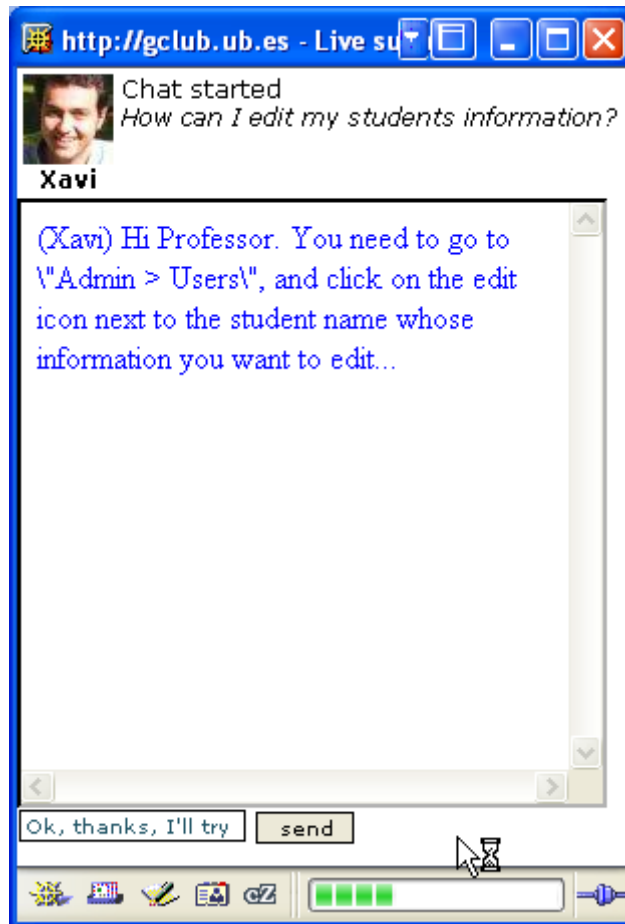 http://gclub.ub.es - Live su
Chat started
How can I edit my students information?
Xavi
(Xavi) Hi Professor. You need to go to
\"Admin > Users\", and click on the edit
icon next to the student name whose
information you want to edit...
Ok, thanks, I'll try
send
cZ